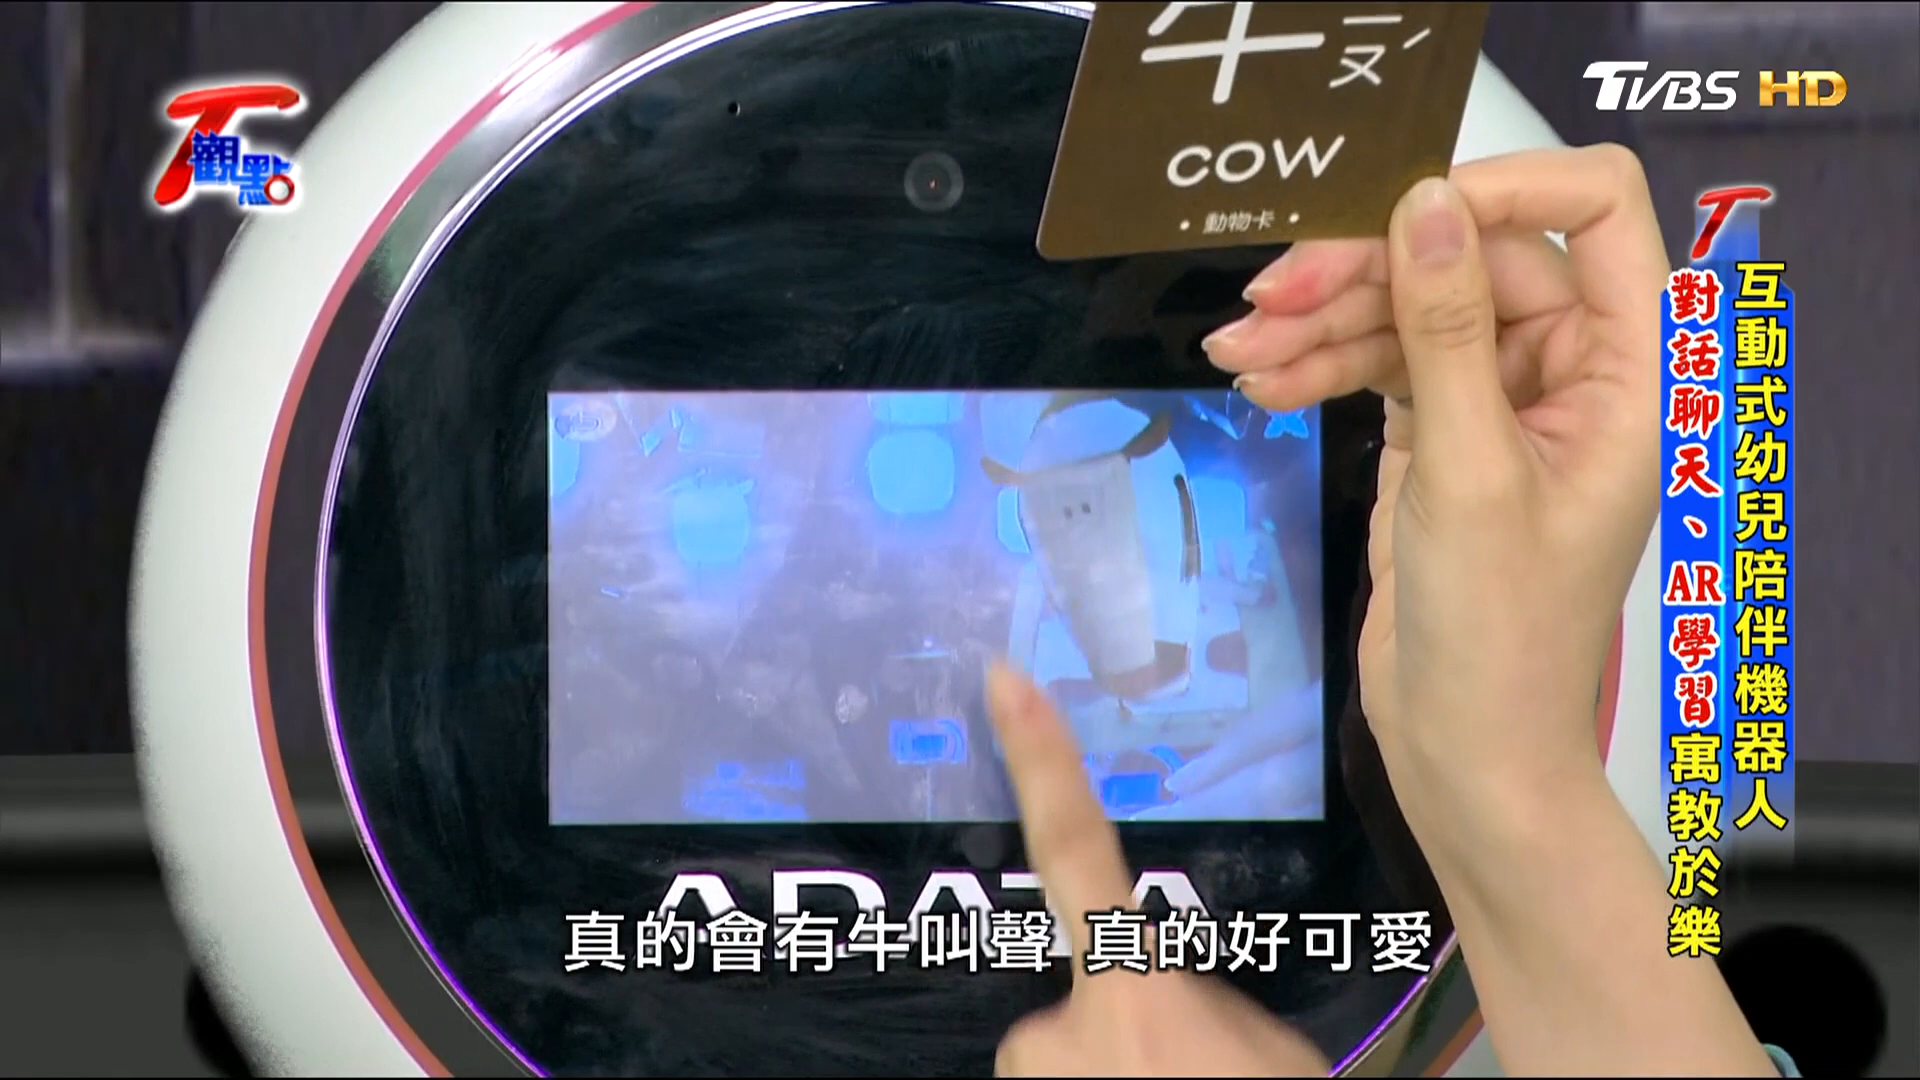 牛 ㄧㄡˊ
COW
• 動物卡 •
TVBS HD
T觀點
T
互動式幼兒陪伴機器人
對話聊天、AR學習寓教於樂
ADATA
真的會有牛叫聲 真的好可愛